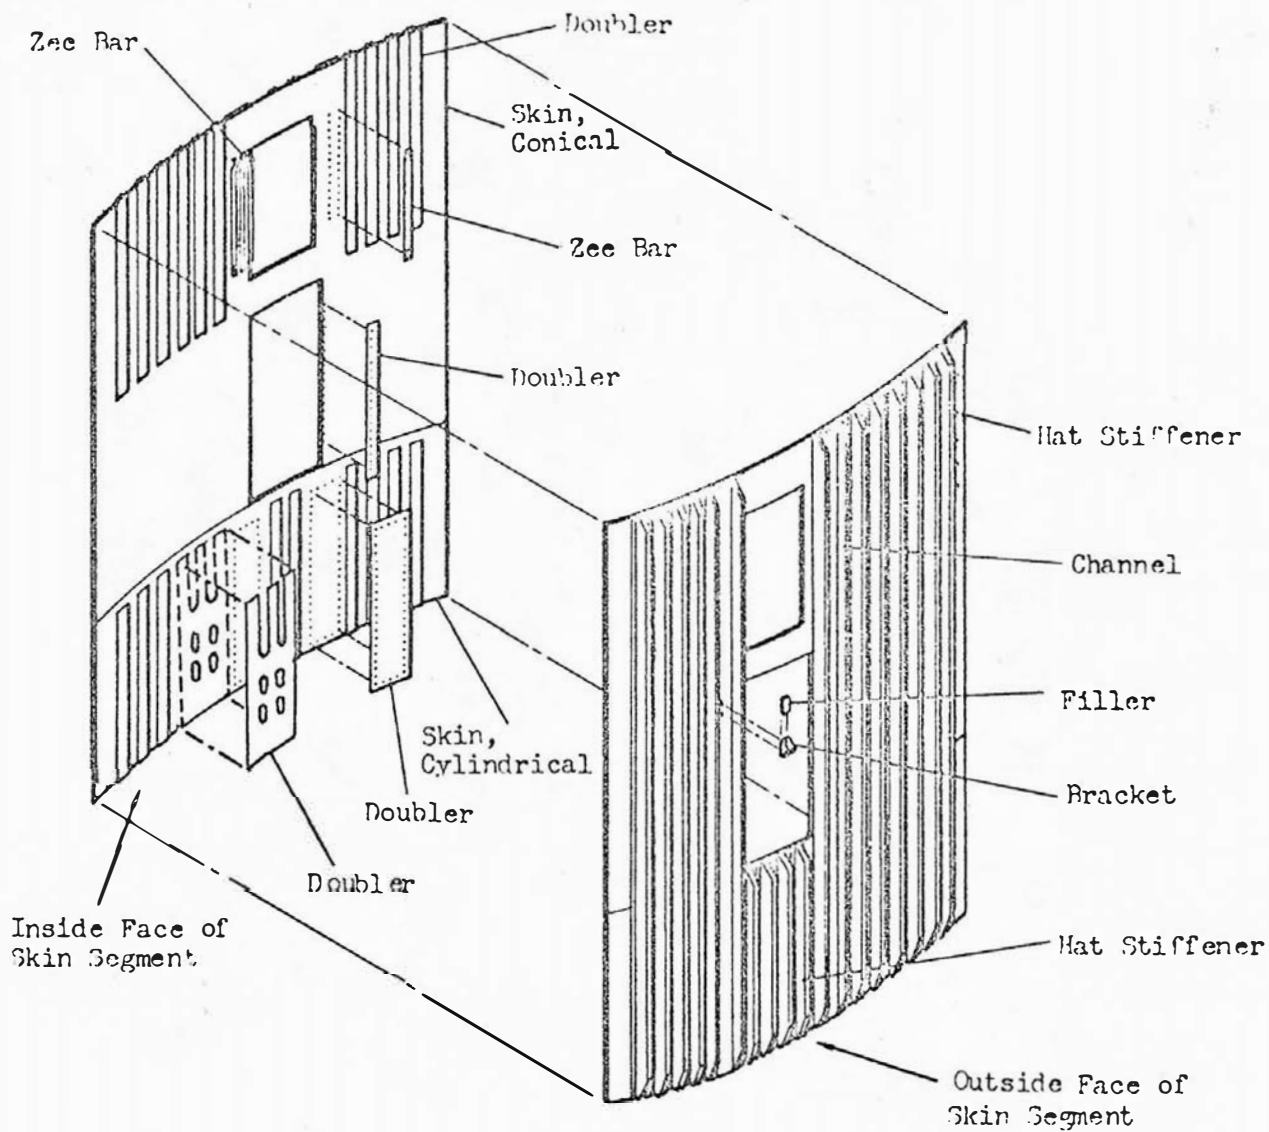 Doubler
Zee Bar
Skin,
Conical
Zee Bar
Doubler
Hat Stiffener
Channel
Filler
Skin,
Cylindrical
Bracket
Doubler
Doubler
Inside Face of
Skin Segment
Hat Stiffener
Outside Face of
Skin Segment